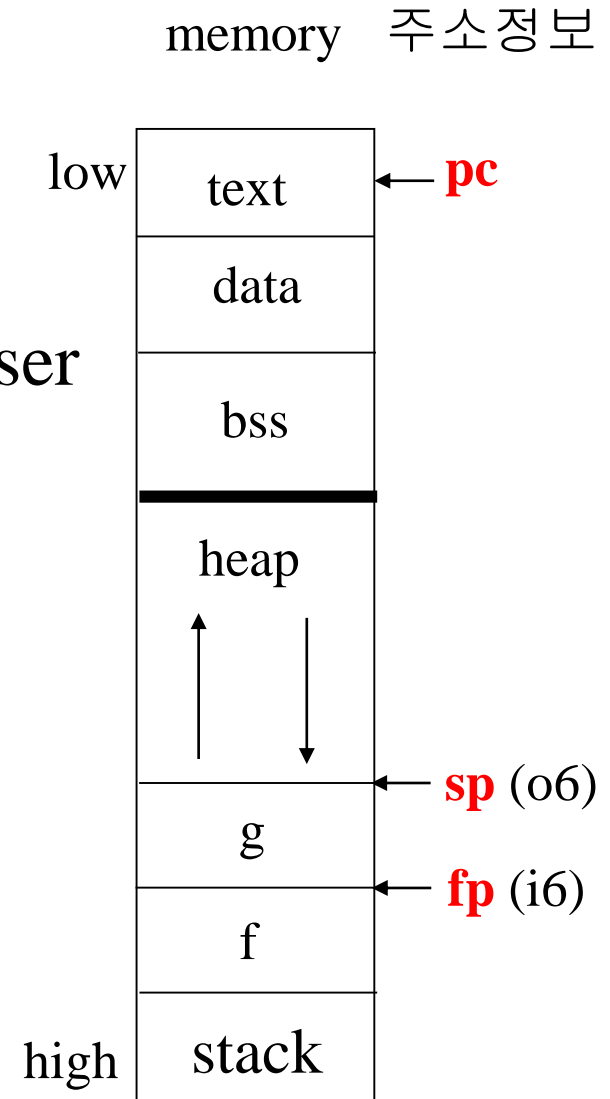 memory 주소정보
low
text
pc
data
ser
bss
heap
sp (o6)
g
fp (i6)
f
high
stack